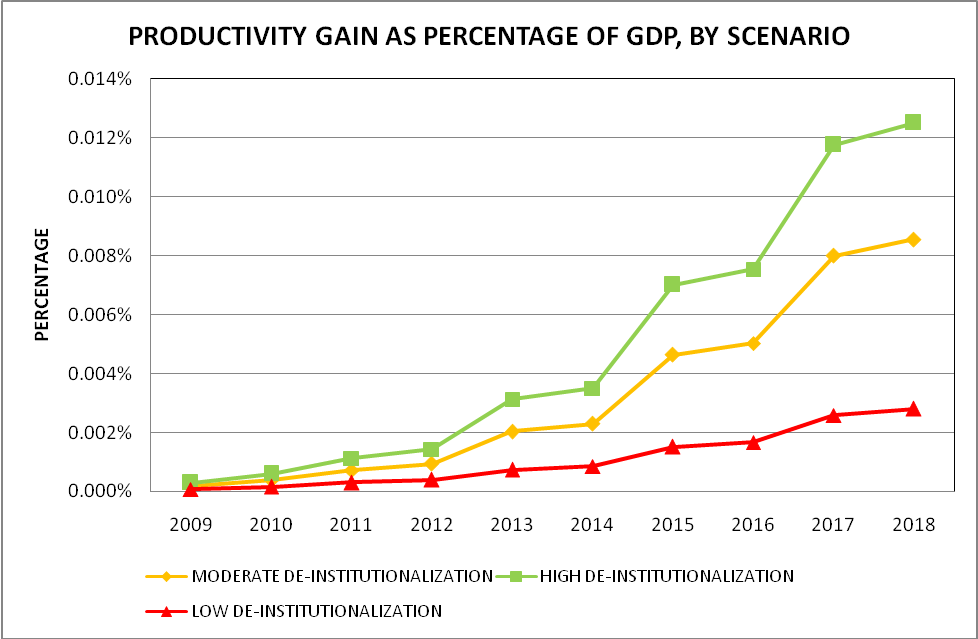 PRODUCTIVITY GAIN AS PERCENTAGE OF GDP, BY SCENARIO
0.014%
0.012%
0.010%
0.008%
0.006%
0.004%
0.002%
0.000%
PERCENTAGE
2009 2010 2011 2012 2013 2014 2015 2016 2017 2018
MODERATE DE-INSTITUTIONALIZATION HIGH DE-INSTITUTIONALIZATION
LOW DE-INSTITUTIONALIZATION